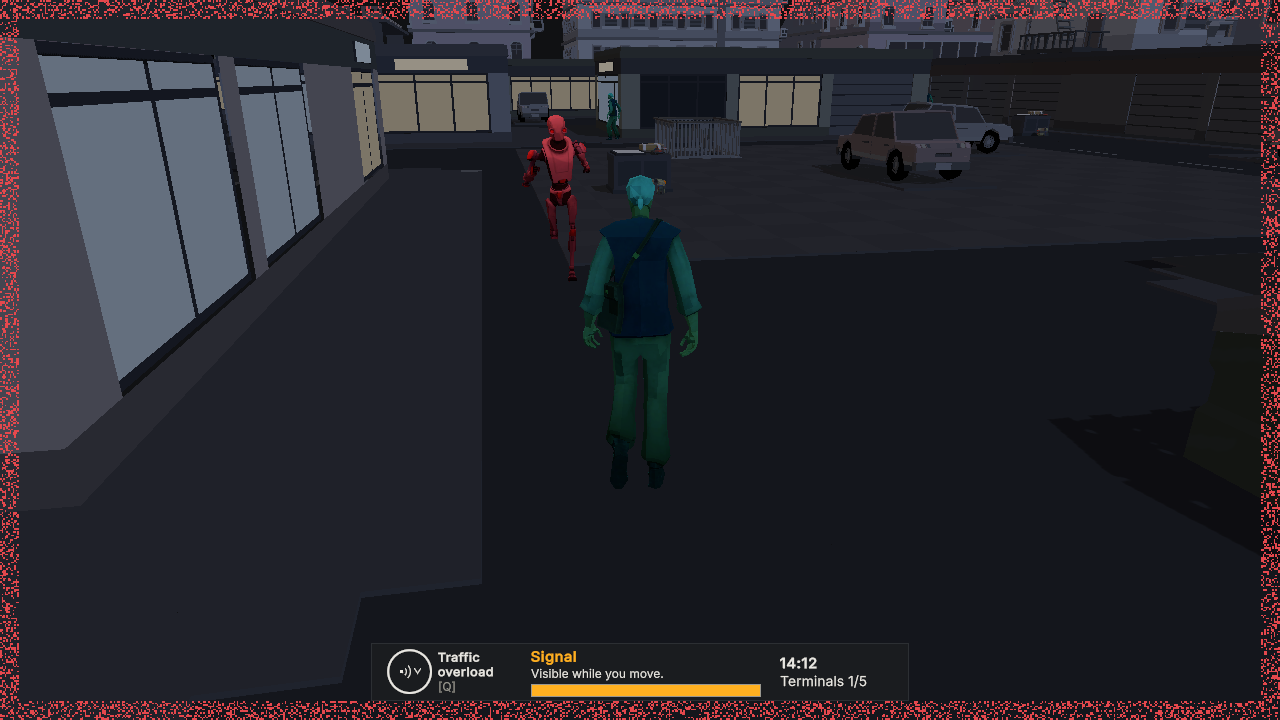 Traffic
overload
[Q]
Signal
Visible while you move.
14:12
Terminals 1/5